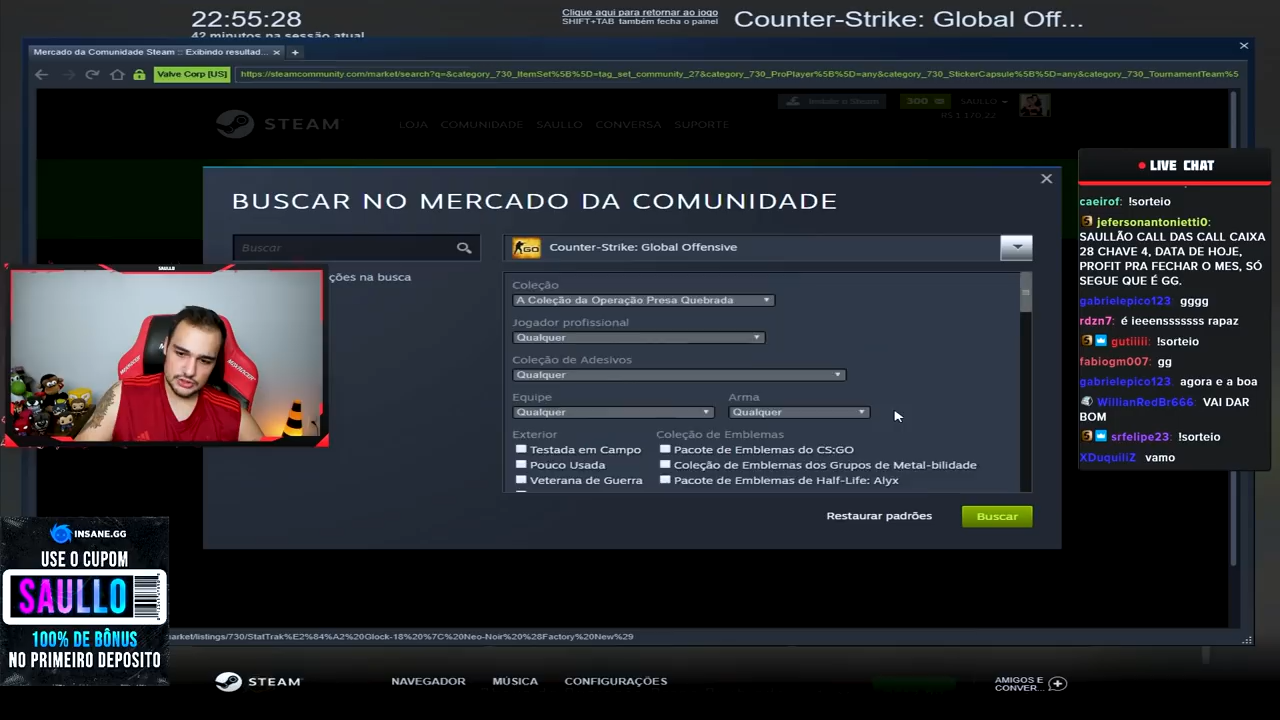 22:55:28
42 minutos na sessão atual
Clique aqui para retornar ao jogo
SHIFT+TAB também fecha o painel
Counter-Strike: Global Off...
Mercado da Comunidade Steam :: Exibindo resultad... × +
Valve Corp [US]
https://steamcommunity.com/market/search?q=&category_730_ItemSet%5B%5D=tag_set_community_27&category_730_ProPlayer%5B%5D=any&category_730_StickerCapsule%5B%5D=any&category_730_TournamentTeam%5
STEAM
LOJA COMUNIDADE SAULLO CONVERSA SUPORTE
Instale o Steam
300
SAULLO
BUSCAR NO MERCADO DA COMUNIDADE
Buscar
ções na busca
Counter-Strike: Global Offensive
Coleção
A Coleção da Operação Presa Quebrada
Jogador profissional
Qualquer
Coleção de Adesivos
Qualquer
Equipe Arma
Qualquer Qualquer
Exterior Coleção de Emblemas
Testada em Campo Pacote de Emblemas do CS:GO
Pouco Usada Coleção de Emblemas dos Grupos de Metal-bilidade
Veterana de Guerra Pacote de Emblemas de Half-Life: Alyx
Restaurar padrões Buscar
LIVE CHAT
caeirof: !sorteio
jefersonantonietti0:
SAULLÃO CALL DAS CALL CAIXA
28 CHAVE 4, DATA DE HOJE,
PROFIT PRA FECHAR O MES, SÓ
SEGUE QUE É GG.
gabrielepico123: gggg
rdzn7: é ieeensssssss rapaz
gutiiiii: !sorteio
fabiogm007: gg
gabrielepico123: agora e a boa
WillianRedBr666: VAI DAR
BOM
srfelipe23: !sorteio
XDuquiliZ: vamo
SAULLO
INSANE.GG
USE O CUPOM
SAULLO
100% DE BÔNUS
NO PRIMEIRO DEPOSITO
arket/listings/730/StatTrak%E2%84%A2%20Glock-18%20%7C%20Neo-Noir%20%28Factory%20New%29
STEAM
NAVEGADOR MÚSICA CONFIGURAÇÕES
AMIGOS E
CONVER...